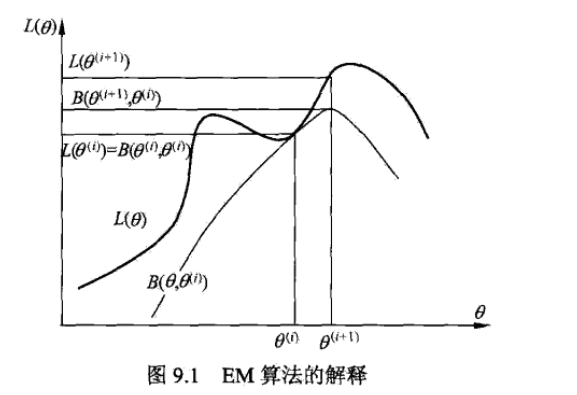 L(θ)
L(θ⁽ⁱ⁺¹⁾)
B(θ⁽ⁱ⁺¹⁾,θ⁽ⁱ⁾)
L(θ⁽ⁱ⁾)=B(θ⁽ⁱ⁾,θ⁽ⁱ⁾)
L(θ)
B(θ,θ⁽ⁱ⁾)
θ
θ⁽ⁱ⁾ θ⁽ⁱ⁺¹⁾
图 9.1 EM 算法的解释